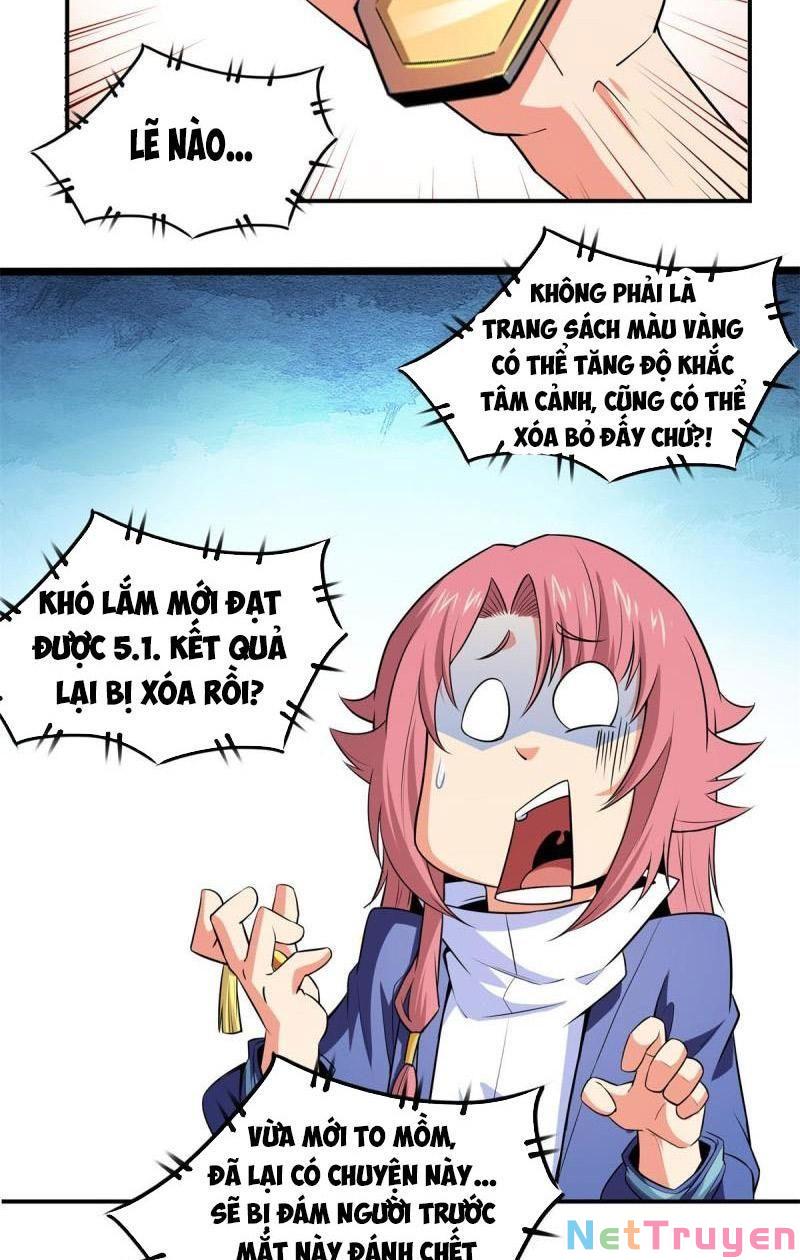 LẼ NÀO...
KHÔNG PHẢI LÀ
TRANG SÁCH MÀU VÀNG
CÓ THỂ TĂNG ĐỘ KHẮC
TÂM CẢNH, CŨNG CÓ THỂ
XÓA BỎ ĐẤY CHỨ?!
KHÓ LẮM MỚI ĐẠT
ĐƯỢC 5.1. KẾT QUẢ
LẠI BỊ XÓA RỒI?
VỪA MỚI TO MỒM,
ĐÃ LẠI CÓ CHUYỆN NÀY...
SẼ BỊ ĐÁM NGƯỜI TRƯỚC
MẮT NÀY ĐÁNH CHẾT
NetTruyen